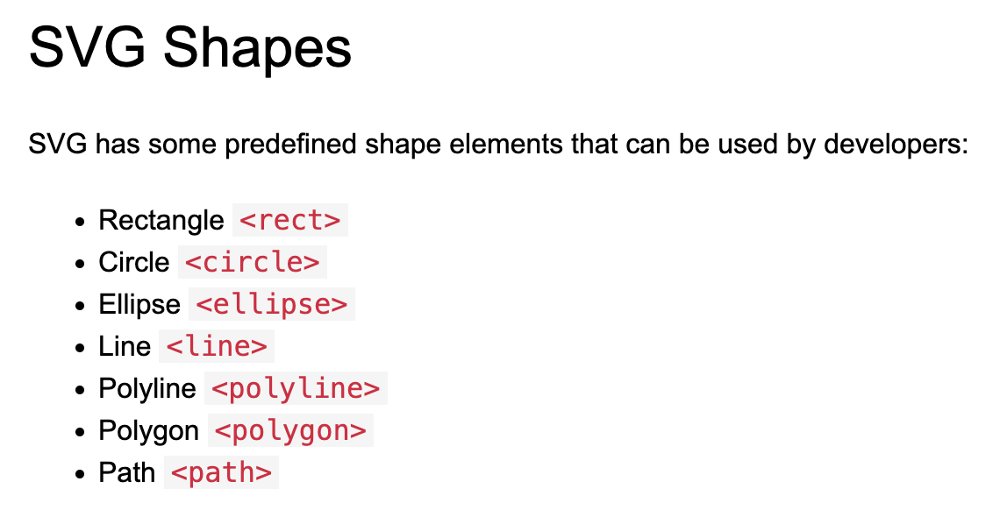 SVG Shapes
SVG has some predefined shape elements that can be used by developers:
• Rectangle <rect>
• Circle <circle>
• Ellipse <ellipse>
• Line <line>
• Polyline <polyline>
• Polygon <polygon>
• Path <path>